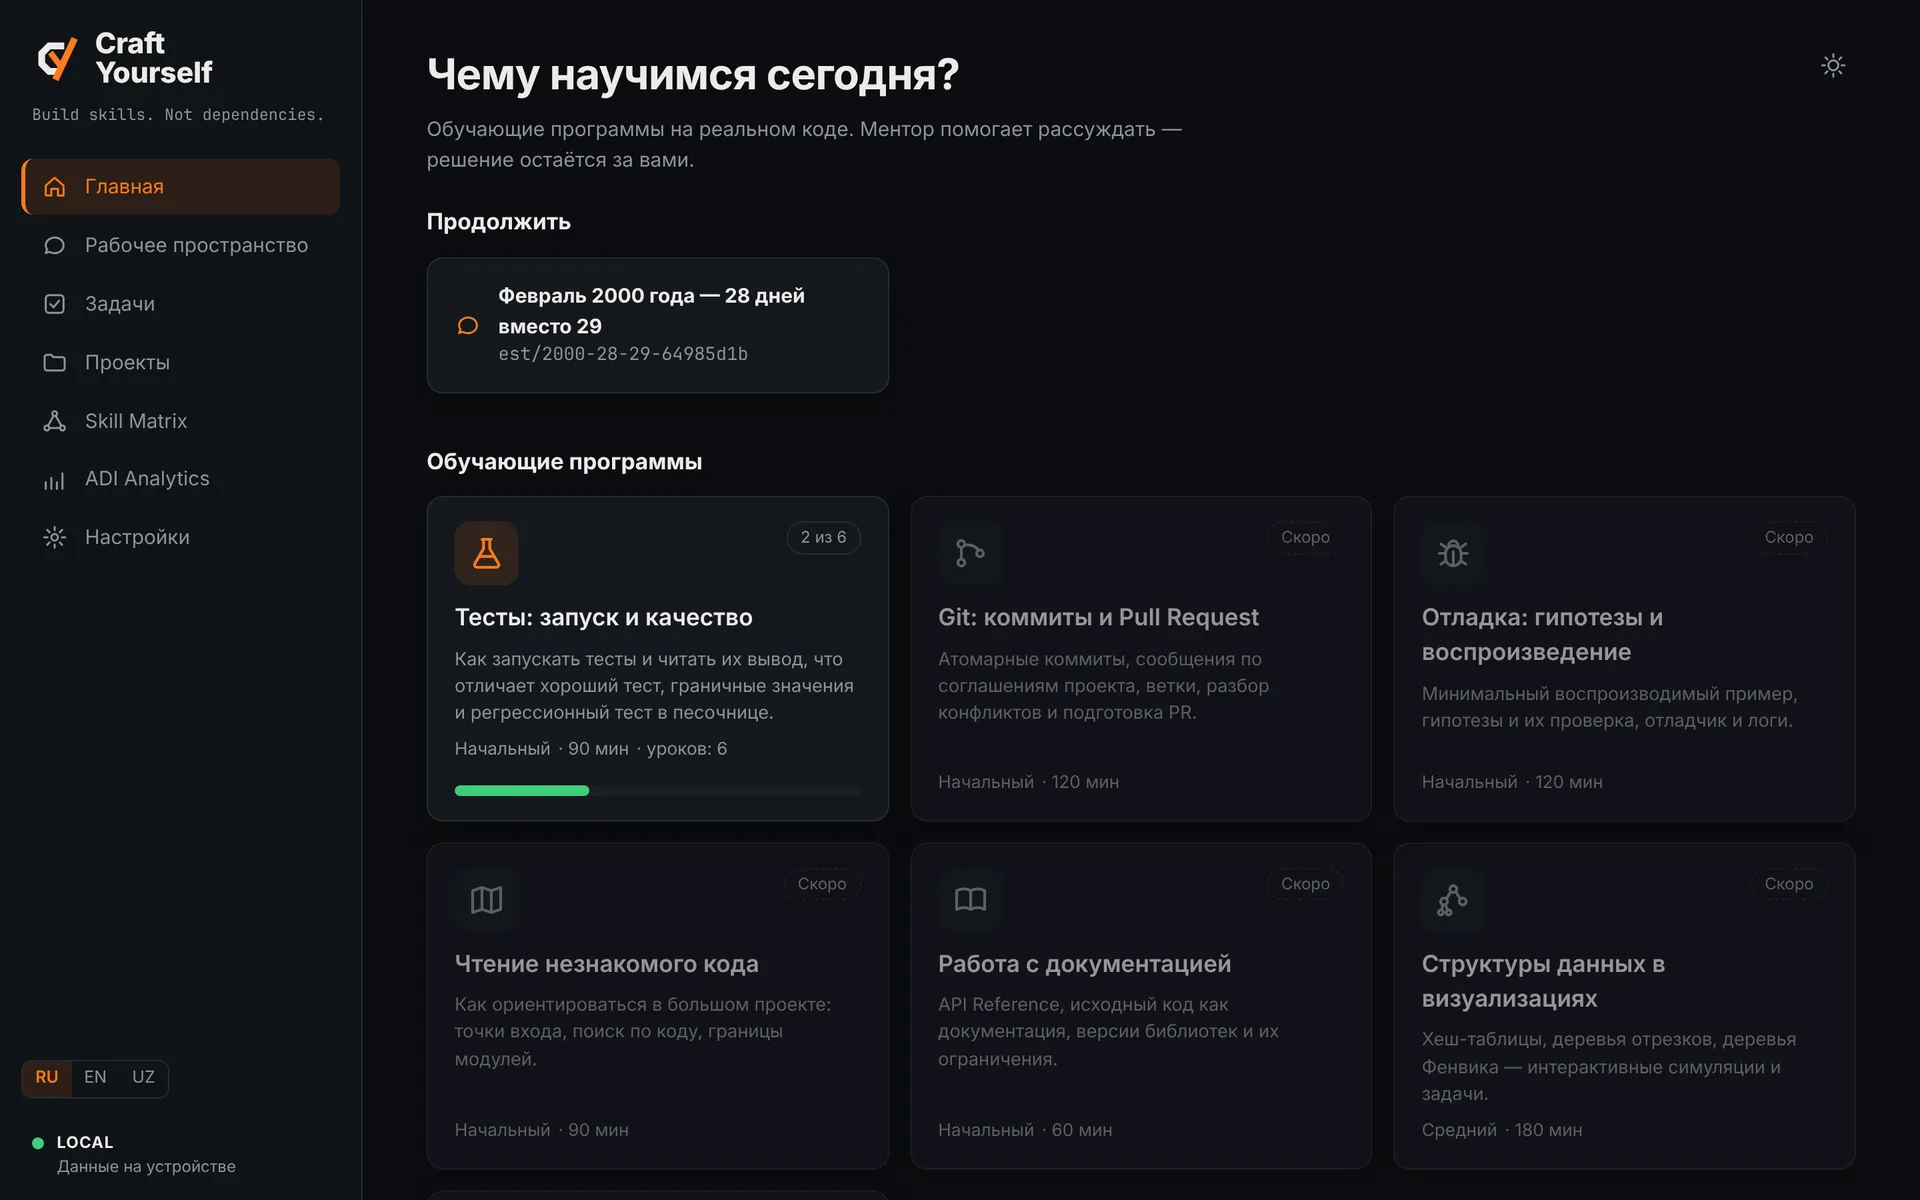 Craft
Yourself
Build skills. Not dependencies.
Главная
Рабочее пространство
Задачи
Проекты
Skill Matrix
ADI Analytics
Настройки
RU EN UZ
LOCAL
Данные на устройстве
Чему научимся сегодня?
Обучающие программы на реальном коде. Ментор помогает рассуждать —
решение остаётся за вами.
Продолжить
Февраль 2000 года — 28 дней
вместо 29
est/2000-28-29-64985d1b
Обучающие программы
2 из 6
Тесты: запуск и качество
Как запускать тесты и читать их вывод, что
отличает хороший тест, граничные значения
и регрессионный тест в песочнице.
Начальный · 90 мин · уроков: 6
Скоро
Git: коммиты и Pull Request
Атомарные коммиты, сообщения по
соглашениям проекта, ветки, разбор
конфликтов и подготовка PR.
Начальный · 120 мин
Скоро
Отладка: гипотезы и
воспроизведение
Минимальный воспроизводимый пример,
гипотезы и их проверка, отладчик и логи.
Начальный · 120 мин
Скоро
Чтение незнакомого кода
Как ориентироваться в большом проекте:
точки входа, поиск по коду, границы
модулей.
Начальный · 90 мин
Скоро
Работа с документацией
API Reference, исходный код как
документация, версии библиотек и их
ограничения.
Начальный · 60 мин
Скоро
Структуры данных в
визуализациях
Хеш-таблицы, деревья отрезков, деревья
Фенвика — интерактивные симуляции и
задачи.
Средний · 180 мин